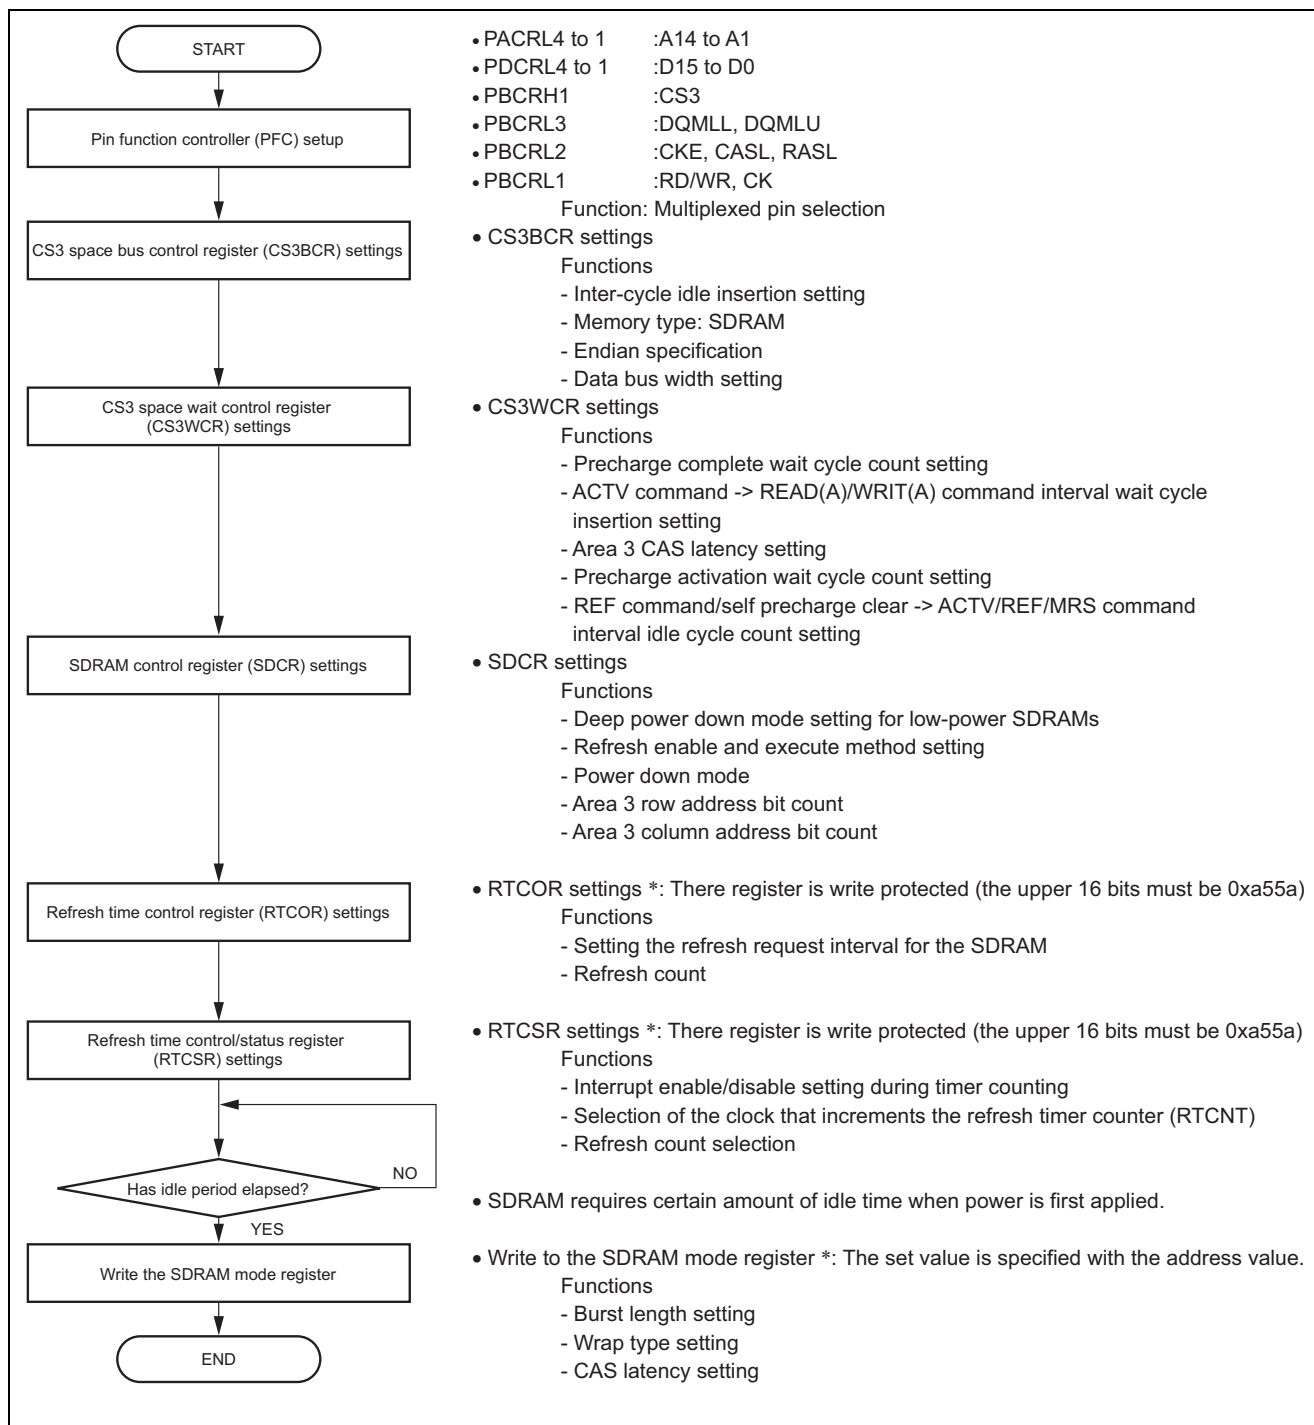 START
Pin function controller (PFC) setup
CS3 space bus control register (CS3BCR) settings
CS3 space wait control register
(CS3WCR) settings
SDRAM control register (SDCR) settings
Refresh time control register (RTCOR) settings
Refresh time control/status register
(RTCSR) settings
Has idle period elapsed?
NO
YES
Write the SDRAM mode register
END
• PACRL4 to 1 :A14 to A1
• PDCRL4 to 1 :D15 to D0
• PBCRH1 :CS3
• PBCRL3 :DQMLL, DQMLU
• PBCRL2 :CKE, CASL, RASL
• PBCRL1 :RD/WR, CK
Function: Multiplexed pin selection
• CS3BCR settings
Functions
- Inter-cycle idle insertion setting
- Memory type: SDRAM
- Endian specification
- Data bus width setting
• CS3WCR settings
Functions
- Precharge complete wait cycle count setting
- ACTV command -> READ(A)/WRIT(A) command interval wait cycle
insertion setting
- Area 3 CAS latency setting
- Precharge activation wait cycle count setting
- REF command/self precharge clear -> ACTV/REF/MRS command
interval idle cycle count setting
• SDCR settings
Functions
- Deep power down mode setting for low-power SDRAMs
- Refresh enable and execute method setting
- Power down mode
- Area 3 row address bit count
- Area 3 column address bit count
• RTCOR settings *: There register is write protected (the upper 16 bits must be 0xa55a)
Functions
- Setting the refresh request interval for the SDRAM
- Refresh count
• RTCSR settings *: There register is write protected (the upper 16 bits must be 0xa55a)
Functions
- Interrupt enable/disable setting during timer counting
- Selection of the clock that increments the refresh timer counter (RTCNT)
- Refresh count selection
• SDRAM requires certain amount of idle time when power is first applied.
• Write to the SDRAM mode register *: The set value is specified with the address value.
Functions
- Burst length setting
- Wrap type setting
- CAS latency setting